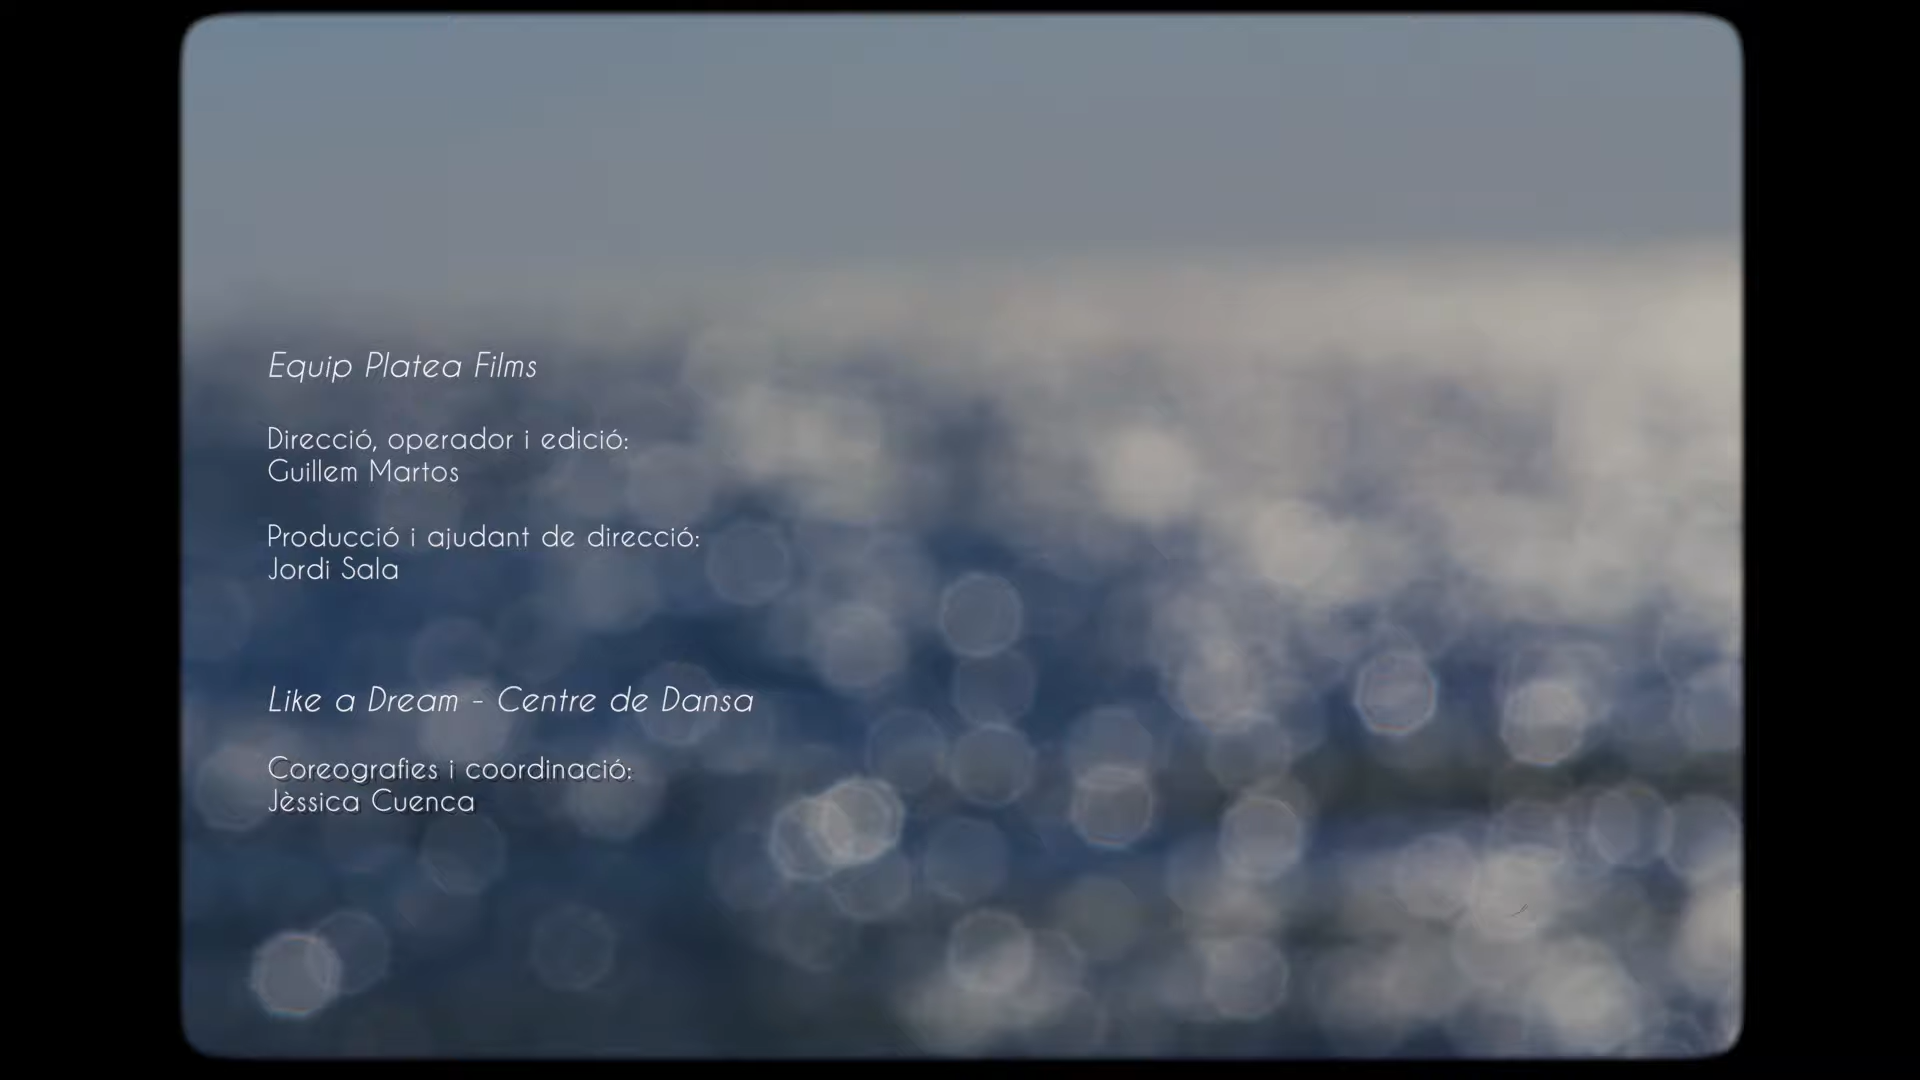 Equip Platea Films
Direcció, operador i edició:
Guillem Martos
Producció i ajudant de direcció:
Jordi Sala
Like a Dream - Centre de Dansa
Coreografies i coordinació:
Jèssica Cuenca